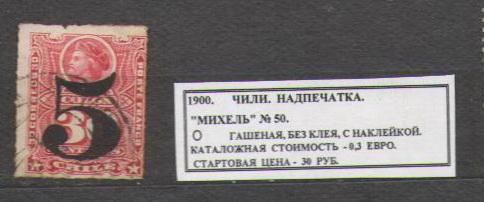 5
CHILE
1900. ЧИЛИ. НАДПЕЧАТКА.
"МИХЕЛЬ" № 50.
О ГАШЕНАЯ, БЕЗ КЛЕЯ, С НАКЛЕЙКОЙ.
КАТАЛОЖНАЯ СТОИМОСТЬ - 0,3 ЕВРО.
СТАРТОВАЯ ЦЕНА - 30 РУБ.